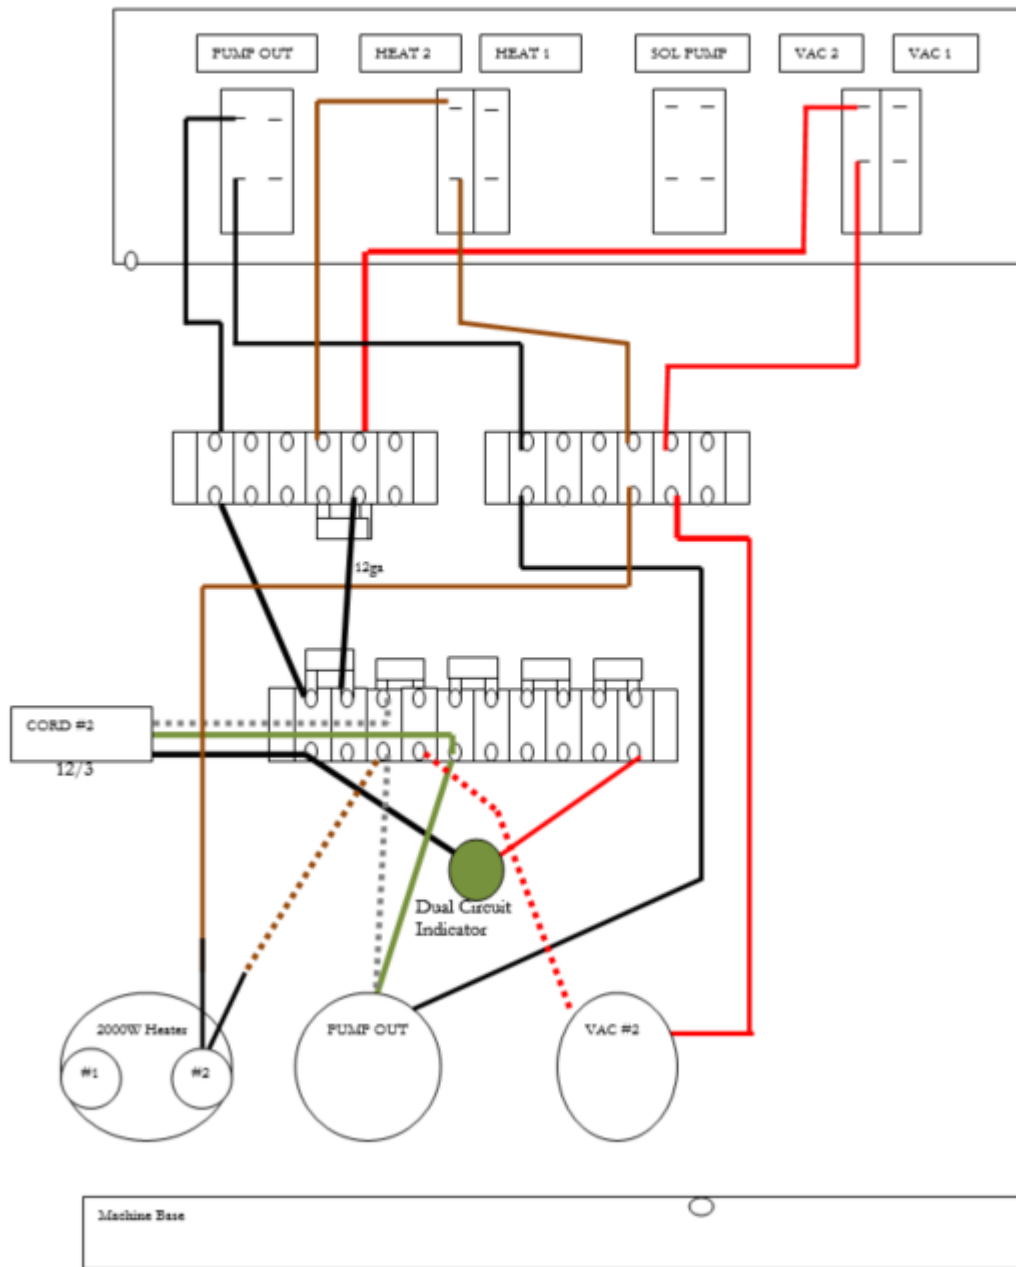 PUMP OUT
HEAT 2
HEAT 1
SOL PUMP
VAC 2
VAC 1
12ga
CORD #2
12/3
Dual Circuit
Indicator
2000W Heater
#1
#2
PUMP OUT
VAC #2
Machine Base